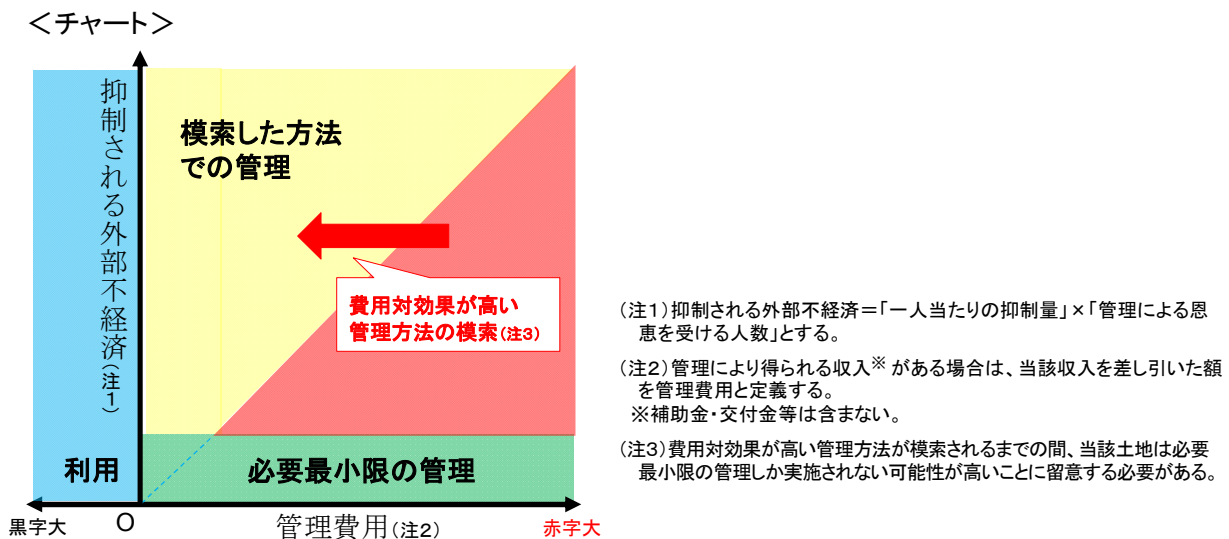 ＜チャート＞
抑制される外部不経済(注1)
模索した方法
での管理
費用対効果が高い
管理方法の模索(注3)
利用
必要最小限の管理
黒字大
O
管理費用(注2)
赤字大
（注1）抑制される外部不経済＝「一人当たりの抑制量」×「管理による恩
恵を受ける人数」とする。
（注2）管理により得られる収入※ がある場合は、当該収入を差し引いた額
を管理費用と定義する。
※補助金・交付金等は含まない。
（注3）費用対効果が高い管理方法が模索されるまでの間、当該土地は必要
最小限の管理しか実施されない可能性が高いことに留意する必要がある。